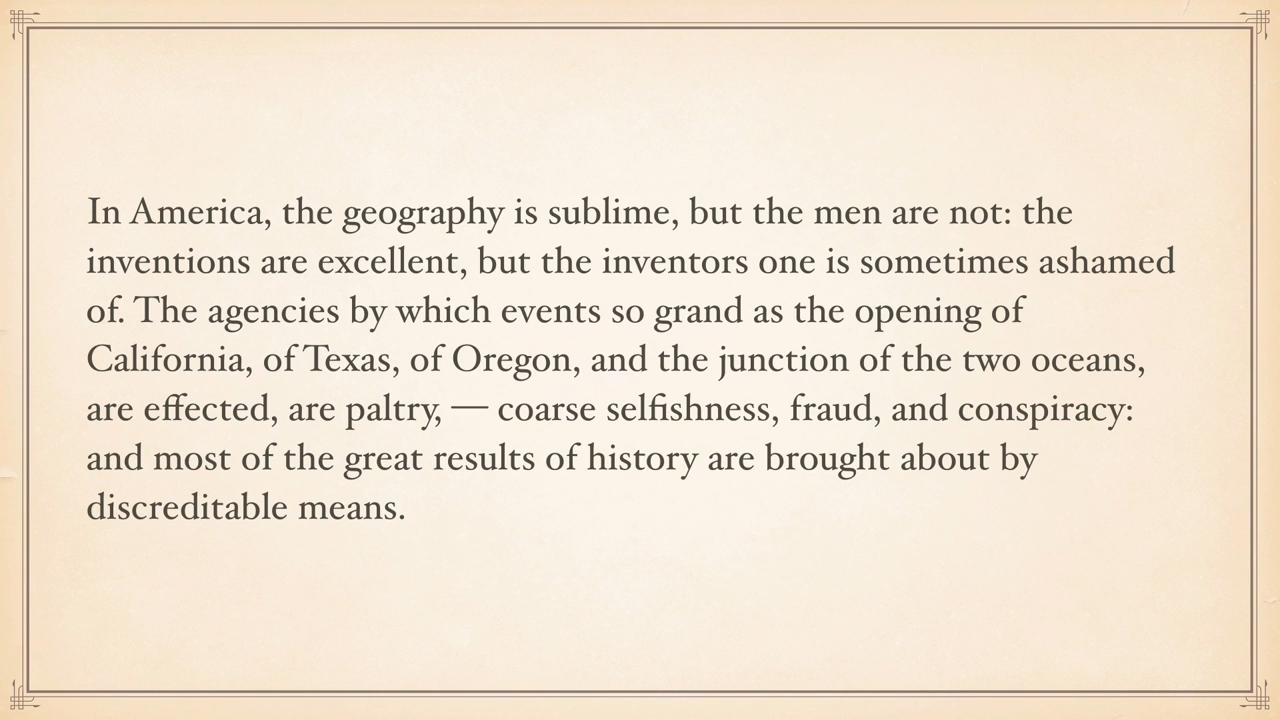 In America, the geography is sublime, but the men are not: the
inventions are excellent, but the inventors one is sometimes ashamed
of. The agencies by which events so grand as the opening of
California, of Texas, of Oregon, and the junction of the two oceans,
are effected, are paltry, — coarse selfishness, fraud, and conspiracy:
and most of the great results of history are brought about by
discreditable means.